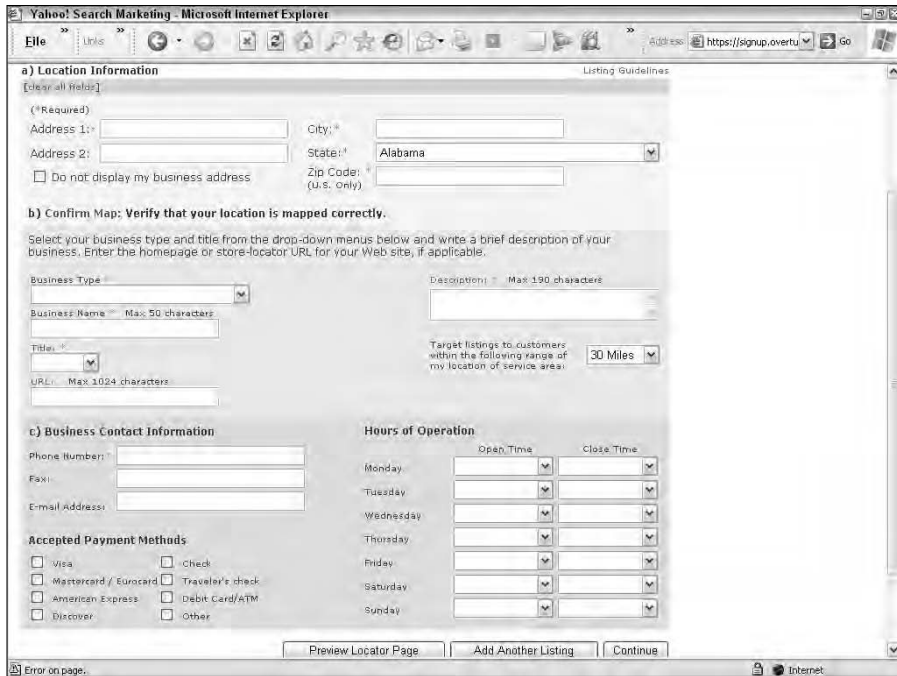 Yahoo! Search Marketing - Microsoft Internet Explorer
File » Links » » Address https://signup.overtu Go
a) Location Information Listing Guidelines
[clear all fields]
(*Required)
Address 1:* City:*
Address 2: State:* Alabama
Do not display my business address Zip Code: *
(U.S. Only)
b) Confirm Map: Verify that your location is mapped correctly.
Select your business type and title from the drop-down menus below and write a brief description of your
business. Enter the homepage or store-locator URL for your Web site, if applicable.
Business Type * Description: * Max 190 characters
Business Name * Max 50 characters
Title: * Target listings to customers
within the following range of
my location of service area: 30 Miles
URL: Max 1024 characters
c) Business Contact Information Hours of Operation
Open Time Close Time
Phone Number: * Monday
Fax: Tuesday
E-mail Address: Wednesday
Accepted Payment Methods Thursday
Visa Check Friday
Mastercard / Eurocard Traveler's check Saturday
American Express Debit Card/ATM Sunday
Discover Other
Preview Locator Page Add Another Listing Continue
Error on page. Internet